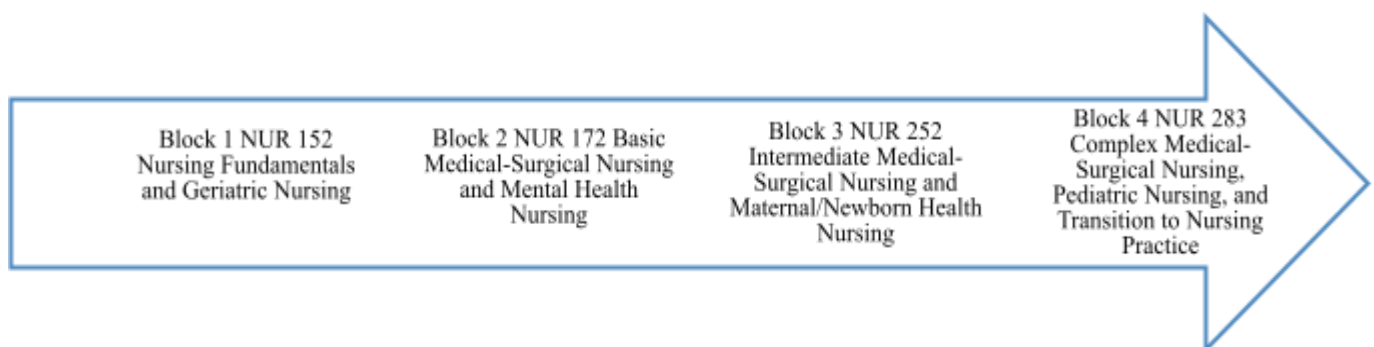 Block 1 NUR 152
Nursing Fundamentals
and Geriatric Nursing
Block 2 NUR 172 Basic
Medical-Surgical Nursing
and Mental Health
Nursing
Block 3 NUR 252
Intermediate Medical-
Surgical Nursing and
Maternal/Newborn Health
Nursing
Block 4 NUR 283
Complex Medical-
Surgical Nursing,
Pediatric Nursing, and
Transition to Nursing
Practice